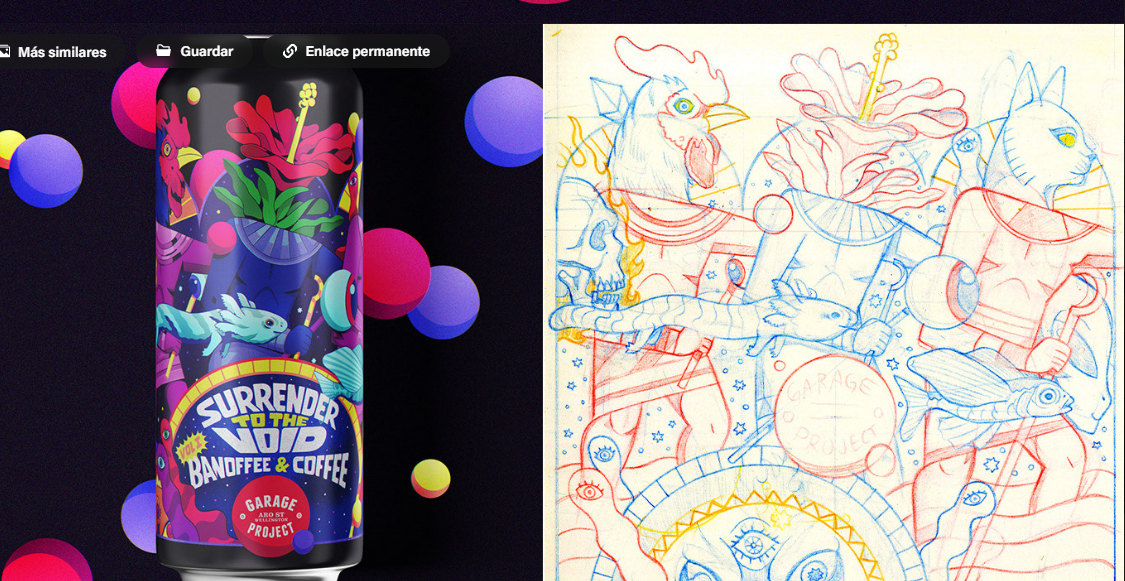 Más similares
Guardar
Enlace permanente
SURRENDER
TO THE
VOID
VOL.2
BANOFFEE & COFFEE
GARAGE
ARO ST
WELLINGTON
PROJECT
GARAGE
PROJECT